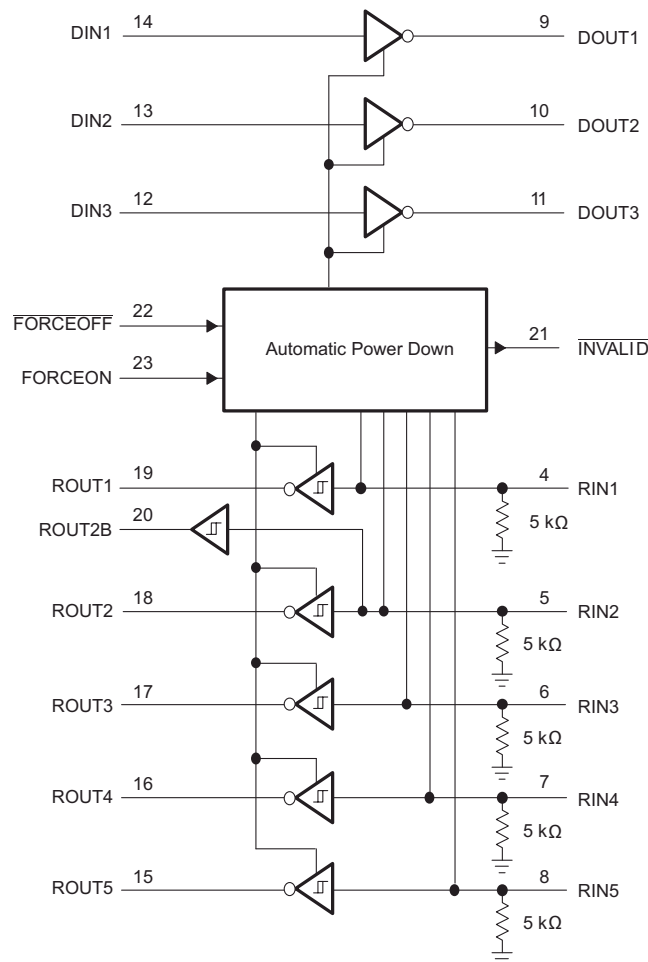 DIN1 14 9 DOUT1
DIN2 13 10 DOUT2
DIN3 12 11 DOUT3
FORCEOFF 22
Automatic Power Down 21 INVALID
FORCEON 23
ROUT1 19 4 RIN1
ROUT2B 20 5 kΩ
ROUT2 18 5 RIN2
5 kΩ
ROUT3 17 6 RIN3
5 kΩ
ROUT4 16 7 RIN4
5 kΩ
ROUT5 15 8 RIN5
5 kΩ